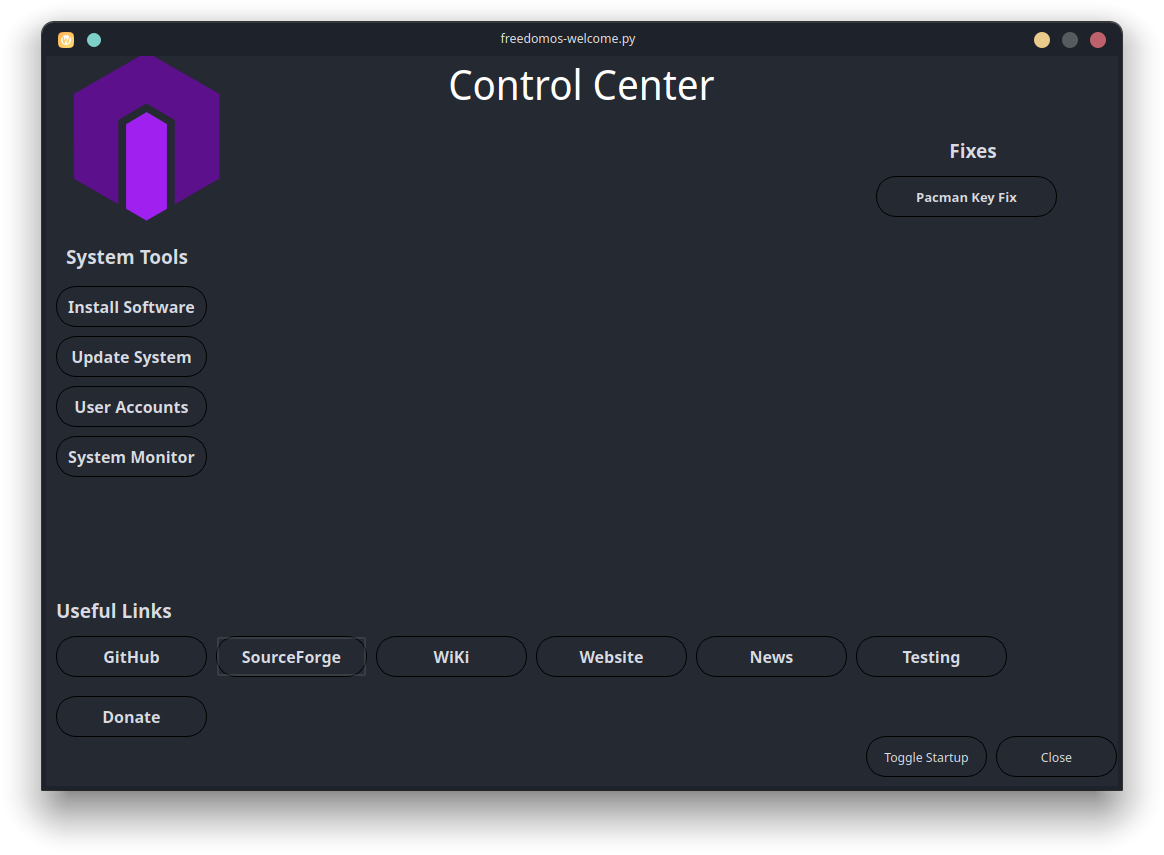 freedomos-welcome.py
Control Center
Fixes
Pacman Key Fix
System Tools
Install Software
Update System
User Accounts
System Monitor
Useful Links
GitHub SourceForge WiKi Website News Testing
Donate
Toggle Startup Close